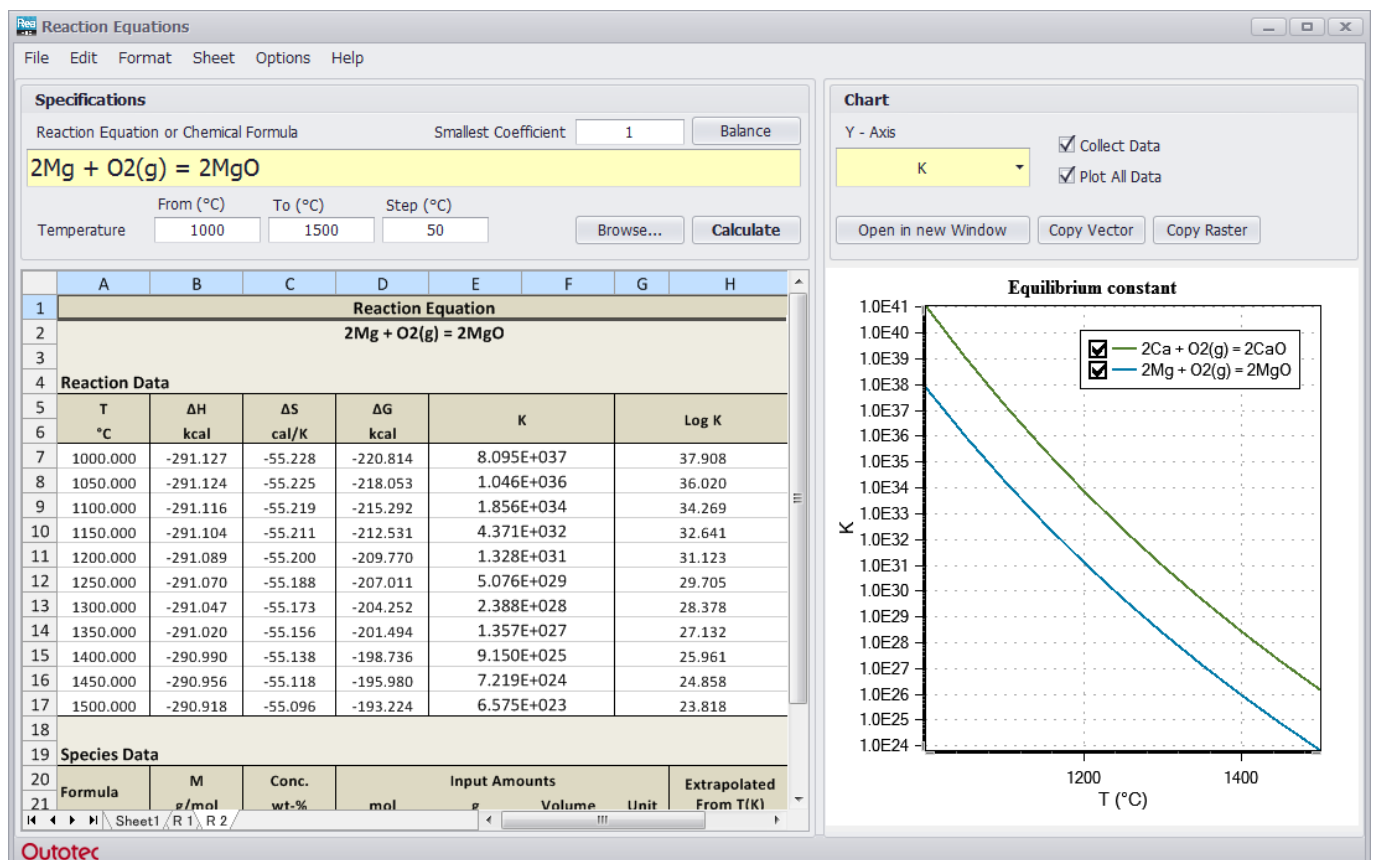 Reaction Equations
File Edit Format Sheet Options Help
Specifications
Reaction Equation or Chemical Formula Smallest Coefficient 1 Balance
2Mg + O2(g) = 2MgO
From (°C) To (°C) Step (°C)
Temperature 1000 1500 50 Browse... Calculate
Chart
Y - Axis
K
Collect Data
Plot All Data
Open in new Window Copy Vector Copy Raster
A B C D E F G H
1 Reaction Equation
2 2Mg + O2(g) = 2MgO
3
4 Reaction Data
5 T ΔH ΔS ΔG K Log K
6 °C kcal cal/K kcal
7 1000.000 -291.127 -55.228 -220.814 8.095E+037 37.908
8 1050.000 -291.124 -55.225 -218.053 1.046E+036 36.020
9 1100.000 -291.116 -55.219 -215.292 1.856E+034 34.269
10 1150.000 -291.104 -55.211 -212.531 4.371E+032 32.641
11 1200.000 -291.089 -55.200 -209.770 1.328E+031 31.123
12 1250.000 -291.070 -55.188 -207.011 5.076E+029 29.705
13 1300.000 -291.047 -55.173 -204.252 2.388E+028 28.378
14 1350.000 -291.020 -55.156 -201.494 1.357E+027 27.132
15 1400.000 -290.990 -55.138 -198.736 9.150E+025 25.961
16 1450.000 -290.956 -55.118 -195.980 7.219E+024 24.858
17 1500.000 -290.918 -55.096 -193.224 6.575E+023 23.818
18
19 Species Data
20 Formula M Conc. Input Amounts Extrapolated
21 g/mol wt-% mol g Volume Unit From T(K)
Sheet1 R 1 R 2
Outotec
Equilibrium constant
1.0E41
1.0E40
1.0E39
1.0E38
1.0E37
1.0E36
1.0E35
1.0E34
1.0E33
1.0E32
1.0E31
1.0E30
1.0E29
1.0E28
1.0E27
1.0E26
1.0E25
1.0E24
K
2Ca + O2(g) = 2CaO
2Mg + O2(g) = 2MgO
1200 1400
T (°C)